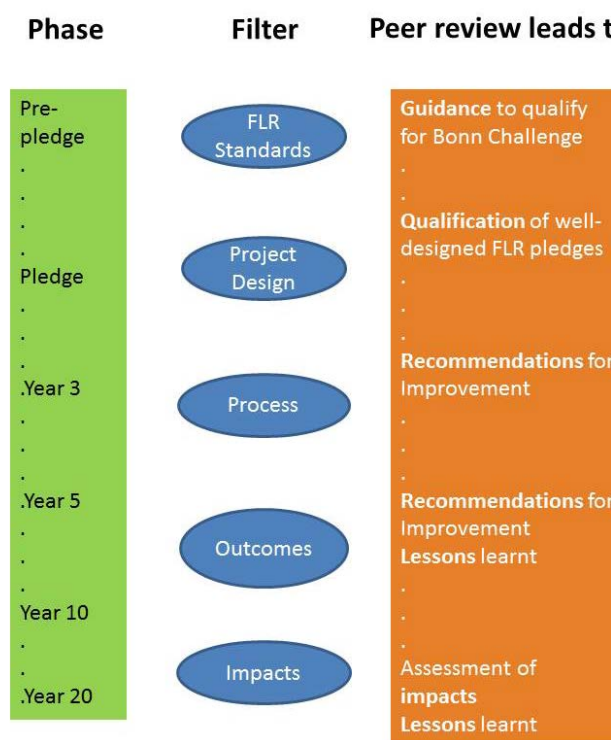 Phase
Filter
Peer review leads t
Pre-
pledge
.
.
.
.
Pledge
.
.
.
.Year 3
.
.
.
.Year 5
.
.
.
.
Year 10
.
.
.Year 20
FLR
Standards
Project
Design
Process
Outcomes
Impacts
Guidance to qualify
for Bonn Challenge
.
.
Qualification of well-
designed FLR pledges
.
.
.
Recommendations for
Improvement
.
.
.
Recommendations for
Improvement
Lessons learnt
.
.
.
Assessment of
impacts
Lessons learnt